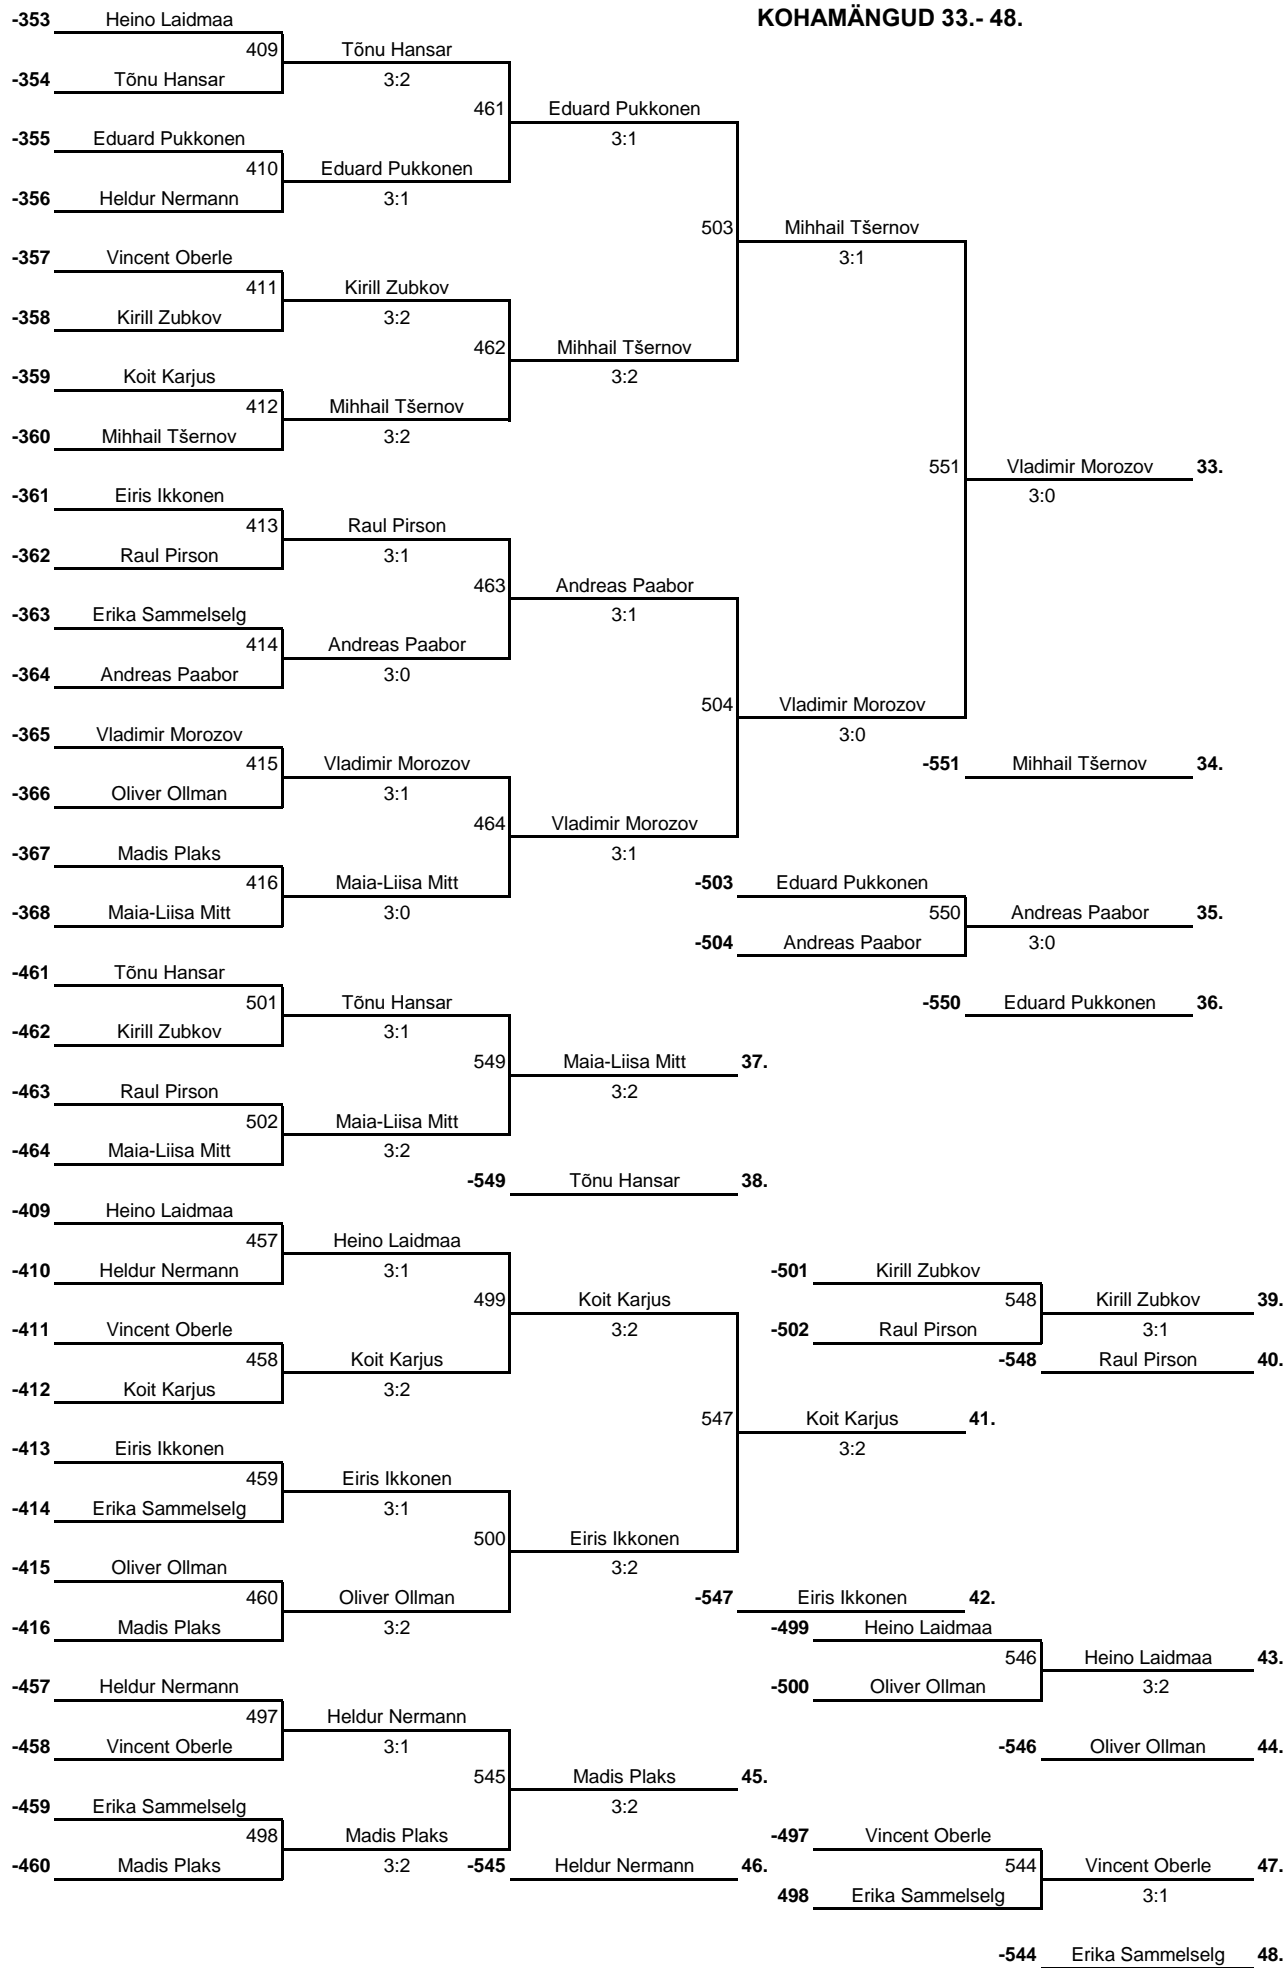 KOHAMÄNGUD 33.- 48.
-353 Heino Laidmaa
409 Tõnu Hansar
-354 Tõnu Hansar 3:2
461 Eduard Pukkonen
-355 Eduard Pukkonen 3:1
410 Eduard Pukkonen
-356 Heldur Nermann 3:1
503 Mihhail Tšernov
-357 Vincent Oberle 3:1
411 Kirill Zubkov
-358 Kirill Zubkov 3:2
462 Mihhail Tšernov
-359 Koit Karjus 3:2
412 Mihhail Tšernov
-360 Mihhail Tšernov 3:2
551 Vladimir Morozov 33.
-361 Eiris Ikkonen 3:0
413 Raul Pirson
-362 Raul Pirson 3:1
463 Andreas Paabor
-363 Erika Sammelselg 3:1
414 Andreas Paabor
-364 Andreas Paabor 3:0
504 Vladimir Morozov
-365 Vladimir Morozov 3:0
415 Vladimir Morozov -551 Mihhail Tšernov 34.
-366 Oliver Ollman 3:1
464 Vladimir Morozov
-367 Madis Plaks 3:1
416 Maia-Liisa Mitt -503 Eduard Pukkonen
-368 Maia-Liisa Mitt 3:0 550 Andreas Paabor 35.
-504 Andreas Paabor 3:0
-461 Tõnu Hansar
501 Tõnu Hansar -550 Eduard Pukkonen 36.
-462 Kirill Zubkov 3:1
549 Maia-Liisa Mitt 37.
-463 Raul Pirson 3:2
502 Maia-Liisa Mitt
-464 Maia-Liisa Mitt 3:2
-549 Tõnu Hansar 38.
-409 Heino Laidmaa
457 Heino Laidmaa
-410 Heldur Nermann 3:1 -501 Kirill Zubkov
499 Koit Karjus 548 Kirill Zubkov 39.
-411 Vincent Oberle 3:2 -502 Raul Pirson 3:1
458 Koit Karjus -548 Raul Pirson 40.
-412 Koit Karjus 3:2
547 Koit Karjus 41.
-413 Eiris Ikkonen 3:2
459 Eiris Ikkonen
-414 Erika Sammelselg 3:1
500 Eiris Ikkonen
-415 Oliver Ollman 3:2
460 Oliver Ollman -547 Eiris Ikkonen 42.
-416 Madis Plaks 3:2 -499 Heino Laidmaa
546 Heino Laidmaa 43.
-457 Heldur Nermann -500 Oliver Ollman 3:2
497 Heldur Nermann
-458 Vincent Oberle 3:1 -546 Oliver Ollman 44.
545 Madis Plaks 45.
-459 Erika Sammelselg 3:2
498 Madis Plaks -497 Vincent Oberle
-460 Madis Plaks 3:2 -545 Heldur Nermann 46. 544 Vincent Oberle 47.
498 Erika Sammelselg 3:1
-544 Erika Sammelselg 48.